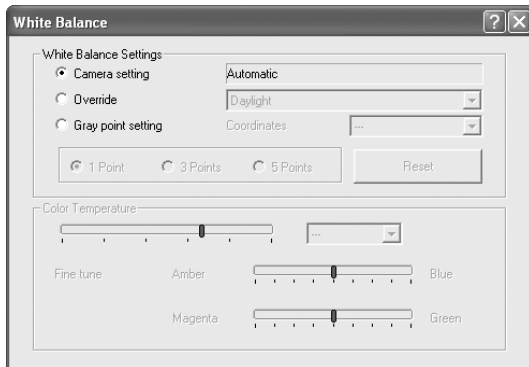 White Balance
White Balance Settings
Camera setting Automatic
Override Daylight
Gray point setting Coordinates ---
1 Point 3 Points 5 Points Reset
Color Temperature
---
Fine tune Amber Blue
Magenta Green